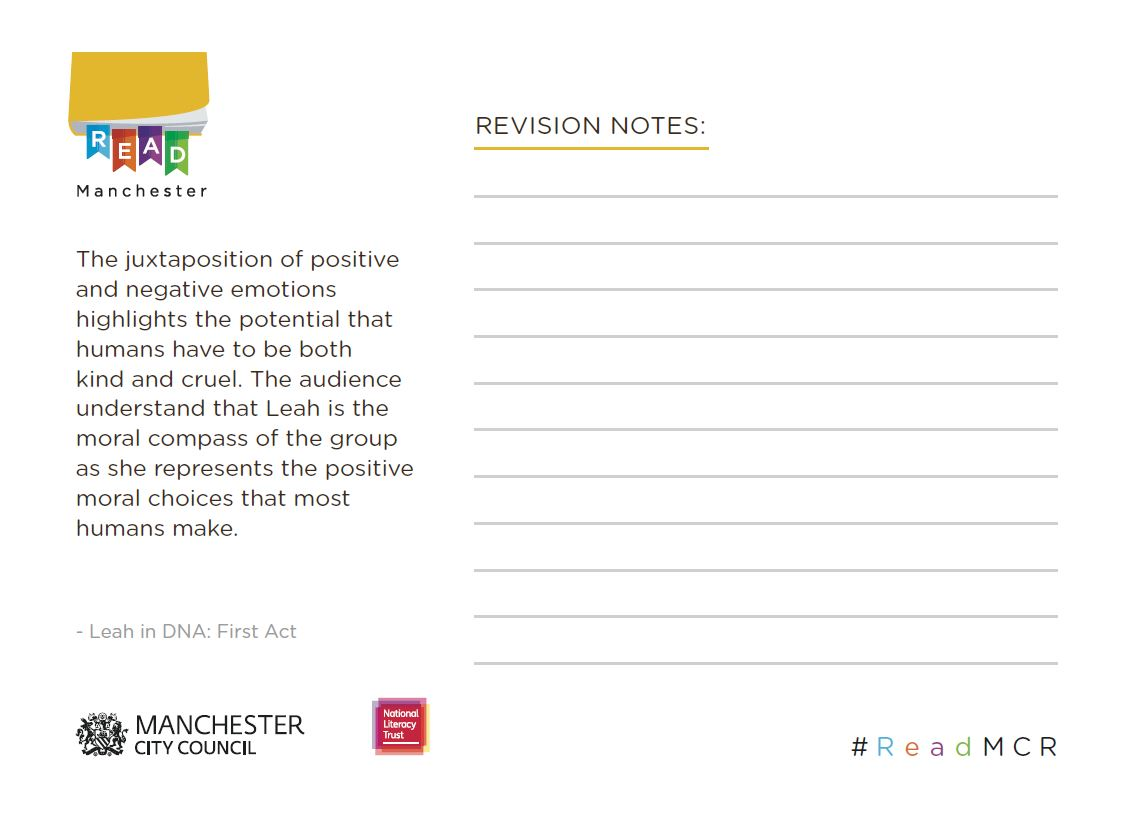 READ
Manchester
The juxtaposition of positive
and negative emotions
highlights the potential that
humans have to be both
kind and cruel. The audience
understand that Leah is the
moral compass of the group
as she represents the positive
moral choices that most
humans make.
- Leah in DNA: First Act
REVISION NOTES:
MANCHESTER
CITY COUNCIL
National
Literacy
Trust
#ReadMCR